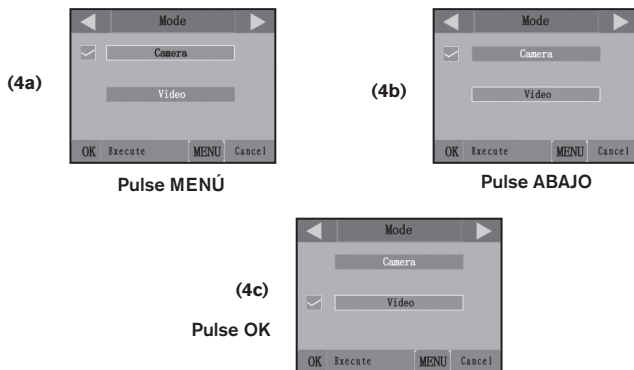 (4a)
Mode
Camera
Video
OK Execute MENU Cancel
Pulse MENÚ
(4b)
Mode
Camera
Video
OK Execute MENU Cancel
Pulse ABAJO
(4c)
Pulse OK
Mode
Camera
Video
OK Execute MENU Cancel